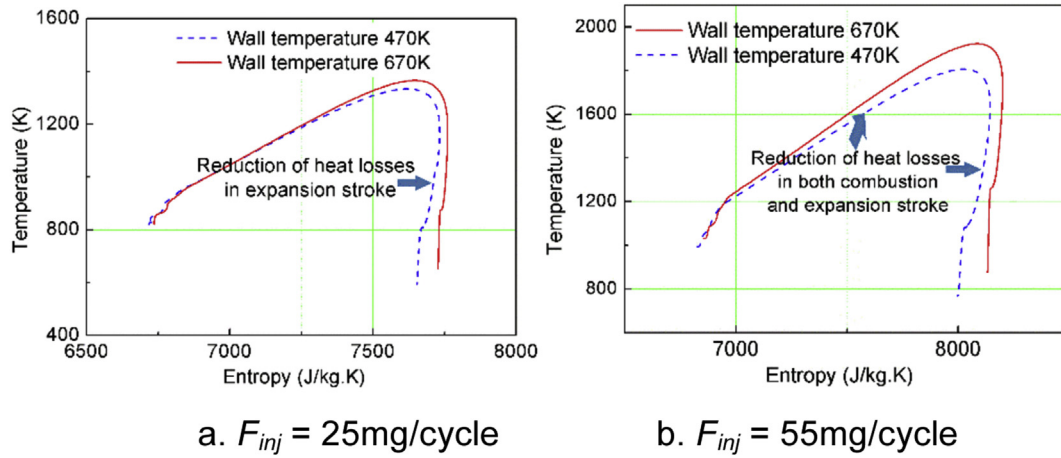 1600
1200
800
400
Temperature (K)
Wall temperature 470K
Wall temperature 670K
Reduction of heat losses
in expansion stroke
6500
7000
7500
8000
Entropy (J/kg.K)
a. Finj = 25mg/cycle
2000
1600
1200
800
Temperature (K)
Wall temperature 670K
Wall temperature 470K
Reduction of heat losses
in both combustion
and expansion stroke
7000
8000
Entropy (J/kg.K)
b. Finj = 55mg/cycle